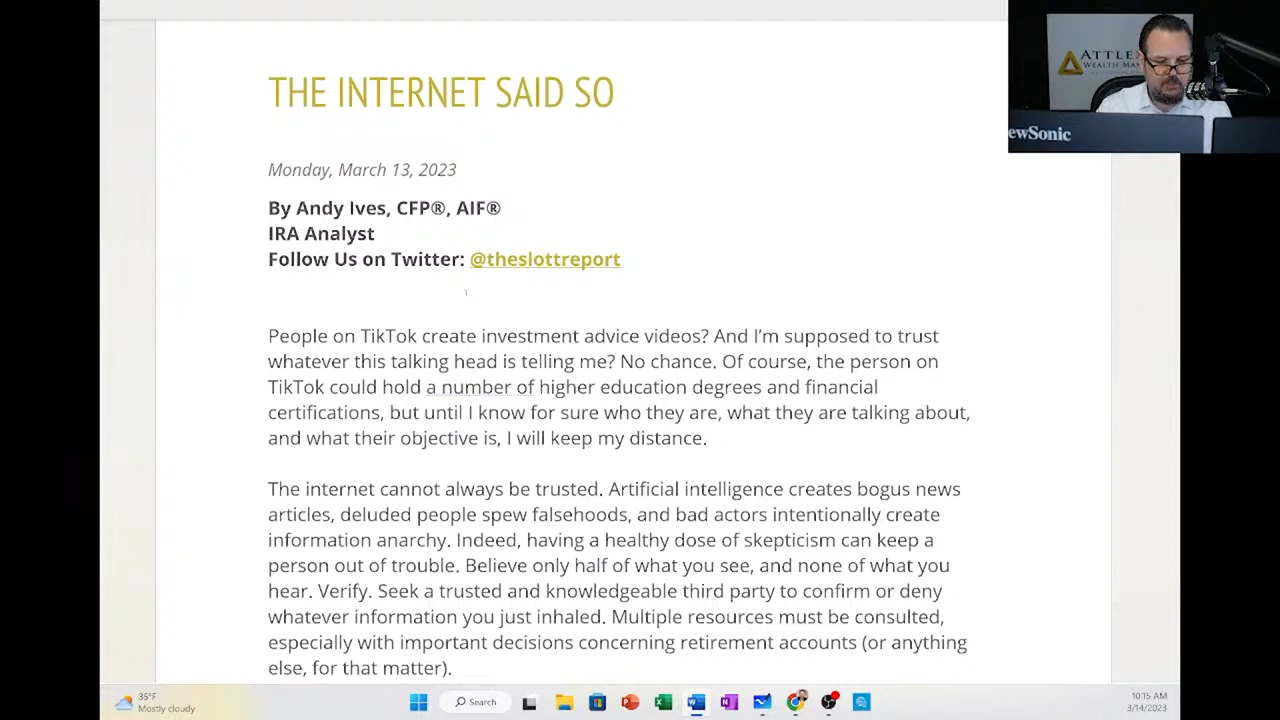 THE INTERNET SAID SO
ATTLE
WEALTH MAN
ewSonic
Monday, March 13, 2023
By Andy Ives, CFP®, AIF®
IRA Analyst
Follow Us on Twitter: @theslottreport
People on TikTok create investment advice videos? And I’m supposed to trust
whatever this talking head is telling me? No chance. Of course, the person on
TikTok could hold a number of higher education degrees and financial
certifications, but until I know for sure who they are, what they are talking about,
and what their objective is, I will keep my distance.
The internet cannot always be trusted. Artificial intelligence creates bogus news
articles, deluded people spew falsehoods, and bad actors intentionally create
information anarchy. Indeed, having a healthy dose of skepticism can keep a
person out of trouble. Believe only half of what you see, and none of what you
hear. Verify. Seek a trusted and knowledgeable third party to confirm or deny
whatever information you just inhaled. Multiple resources must be consulted,
especially with important decisions concerning retirement accounts (or anything
else, for that matter).
35°F
Mostly cloudy
Search
10:15 AM
3/14/2023